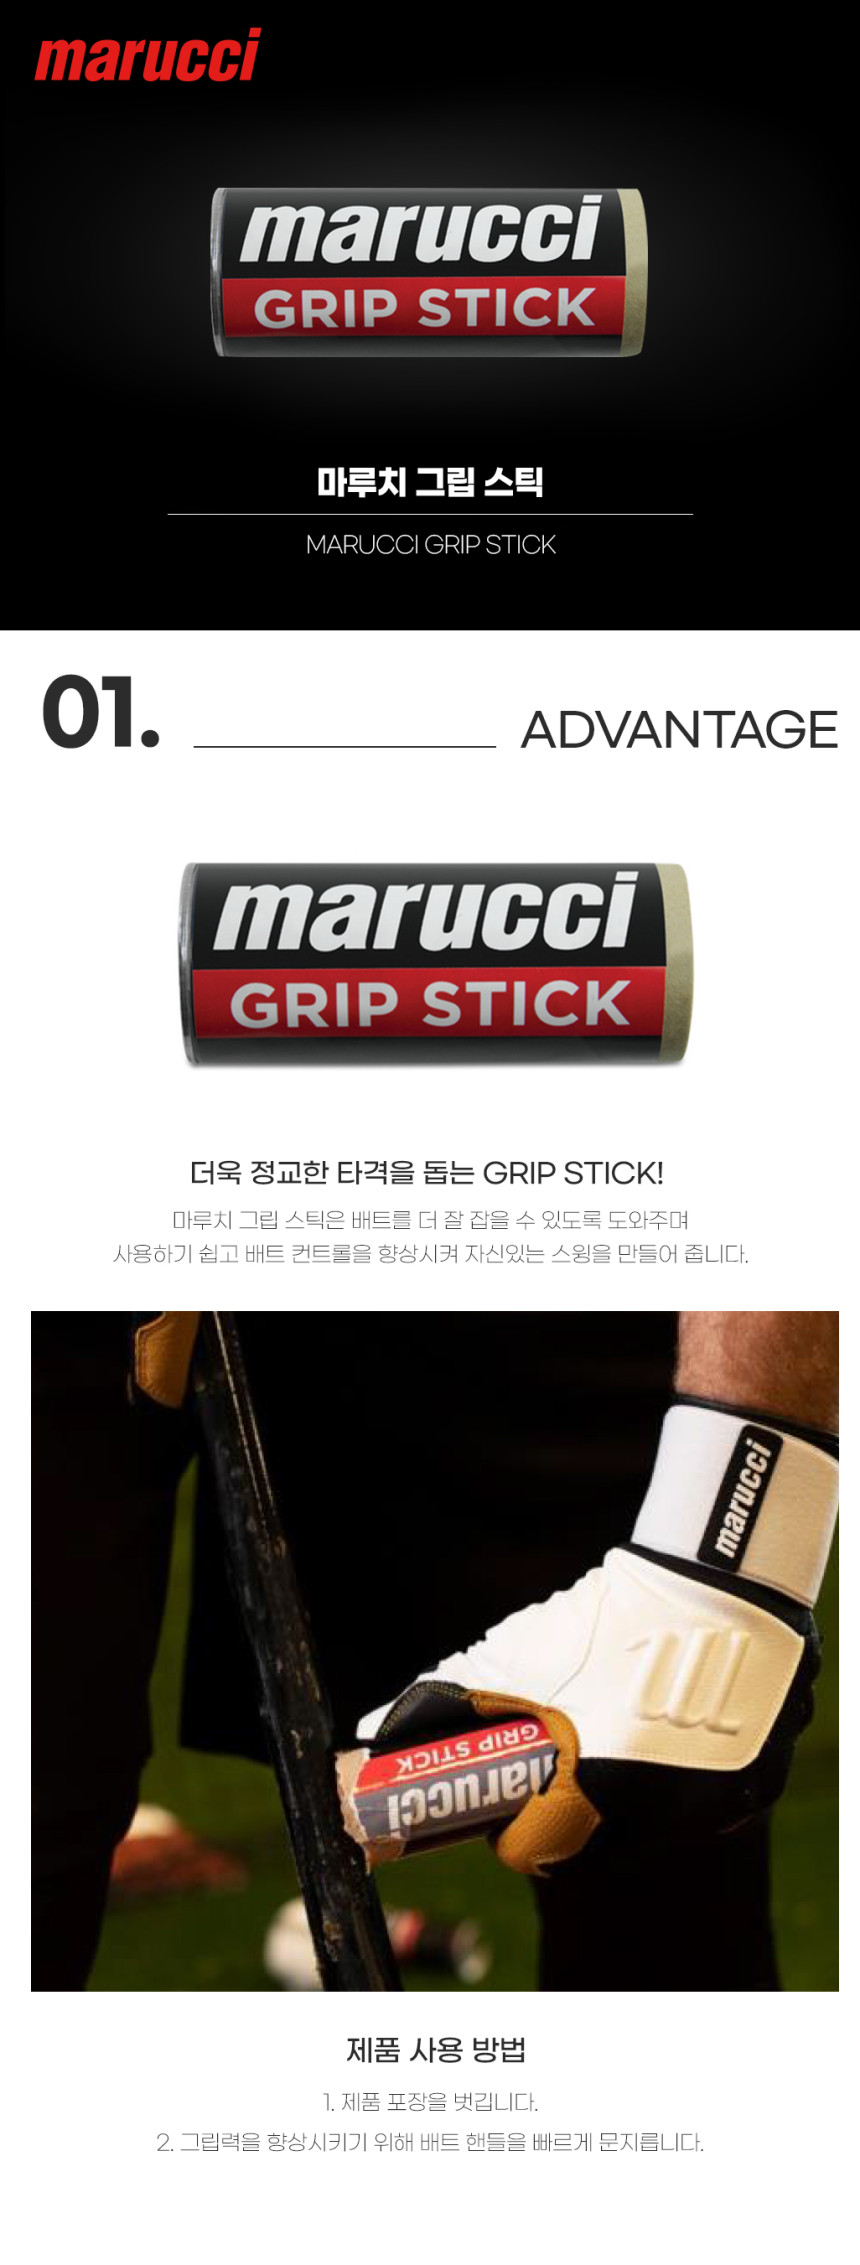 marucci
marucci
GRIP STICK
마루치 그립 스틱
MARUCCI GRIP STICK
01.
ADVANTAGE
marucci
GRIP STICK
더욱 정교한 타격을 돕는 GRIP STICK!
마루치 그립 스틱은 배트를 더 잘 잡을 수 있도록 도와주며
사용하기 쉽고 배트 컨트롤을 향상시켜 자신있는 스윙을 만들어 줍니다.
marucci
GRIP STICK
marucci
제품 사용 방법
1. 제품 포장을 벗깁니다.
2. 그립력을 향상시키기 위해 배트 핸들을 빠르게 문지릅니다.